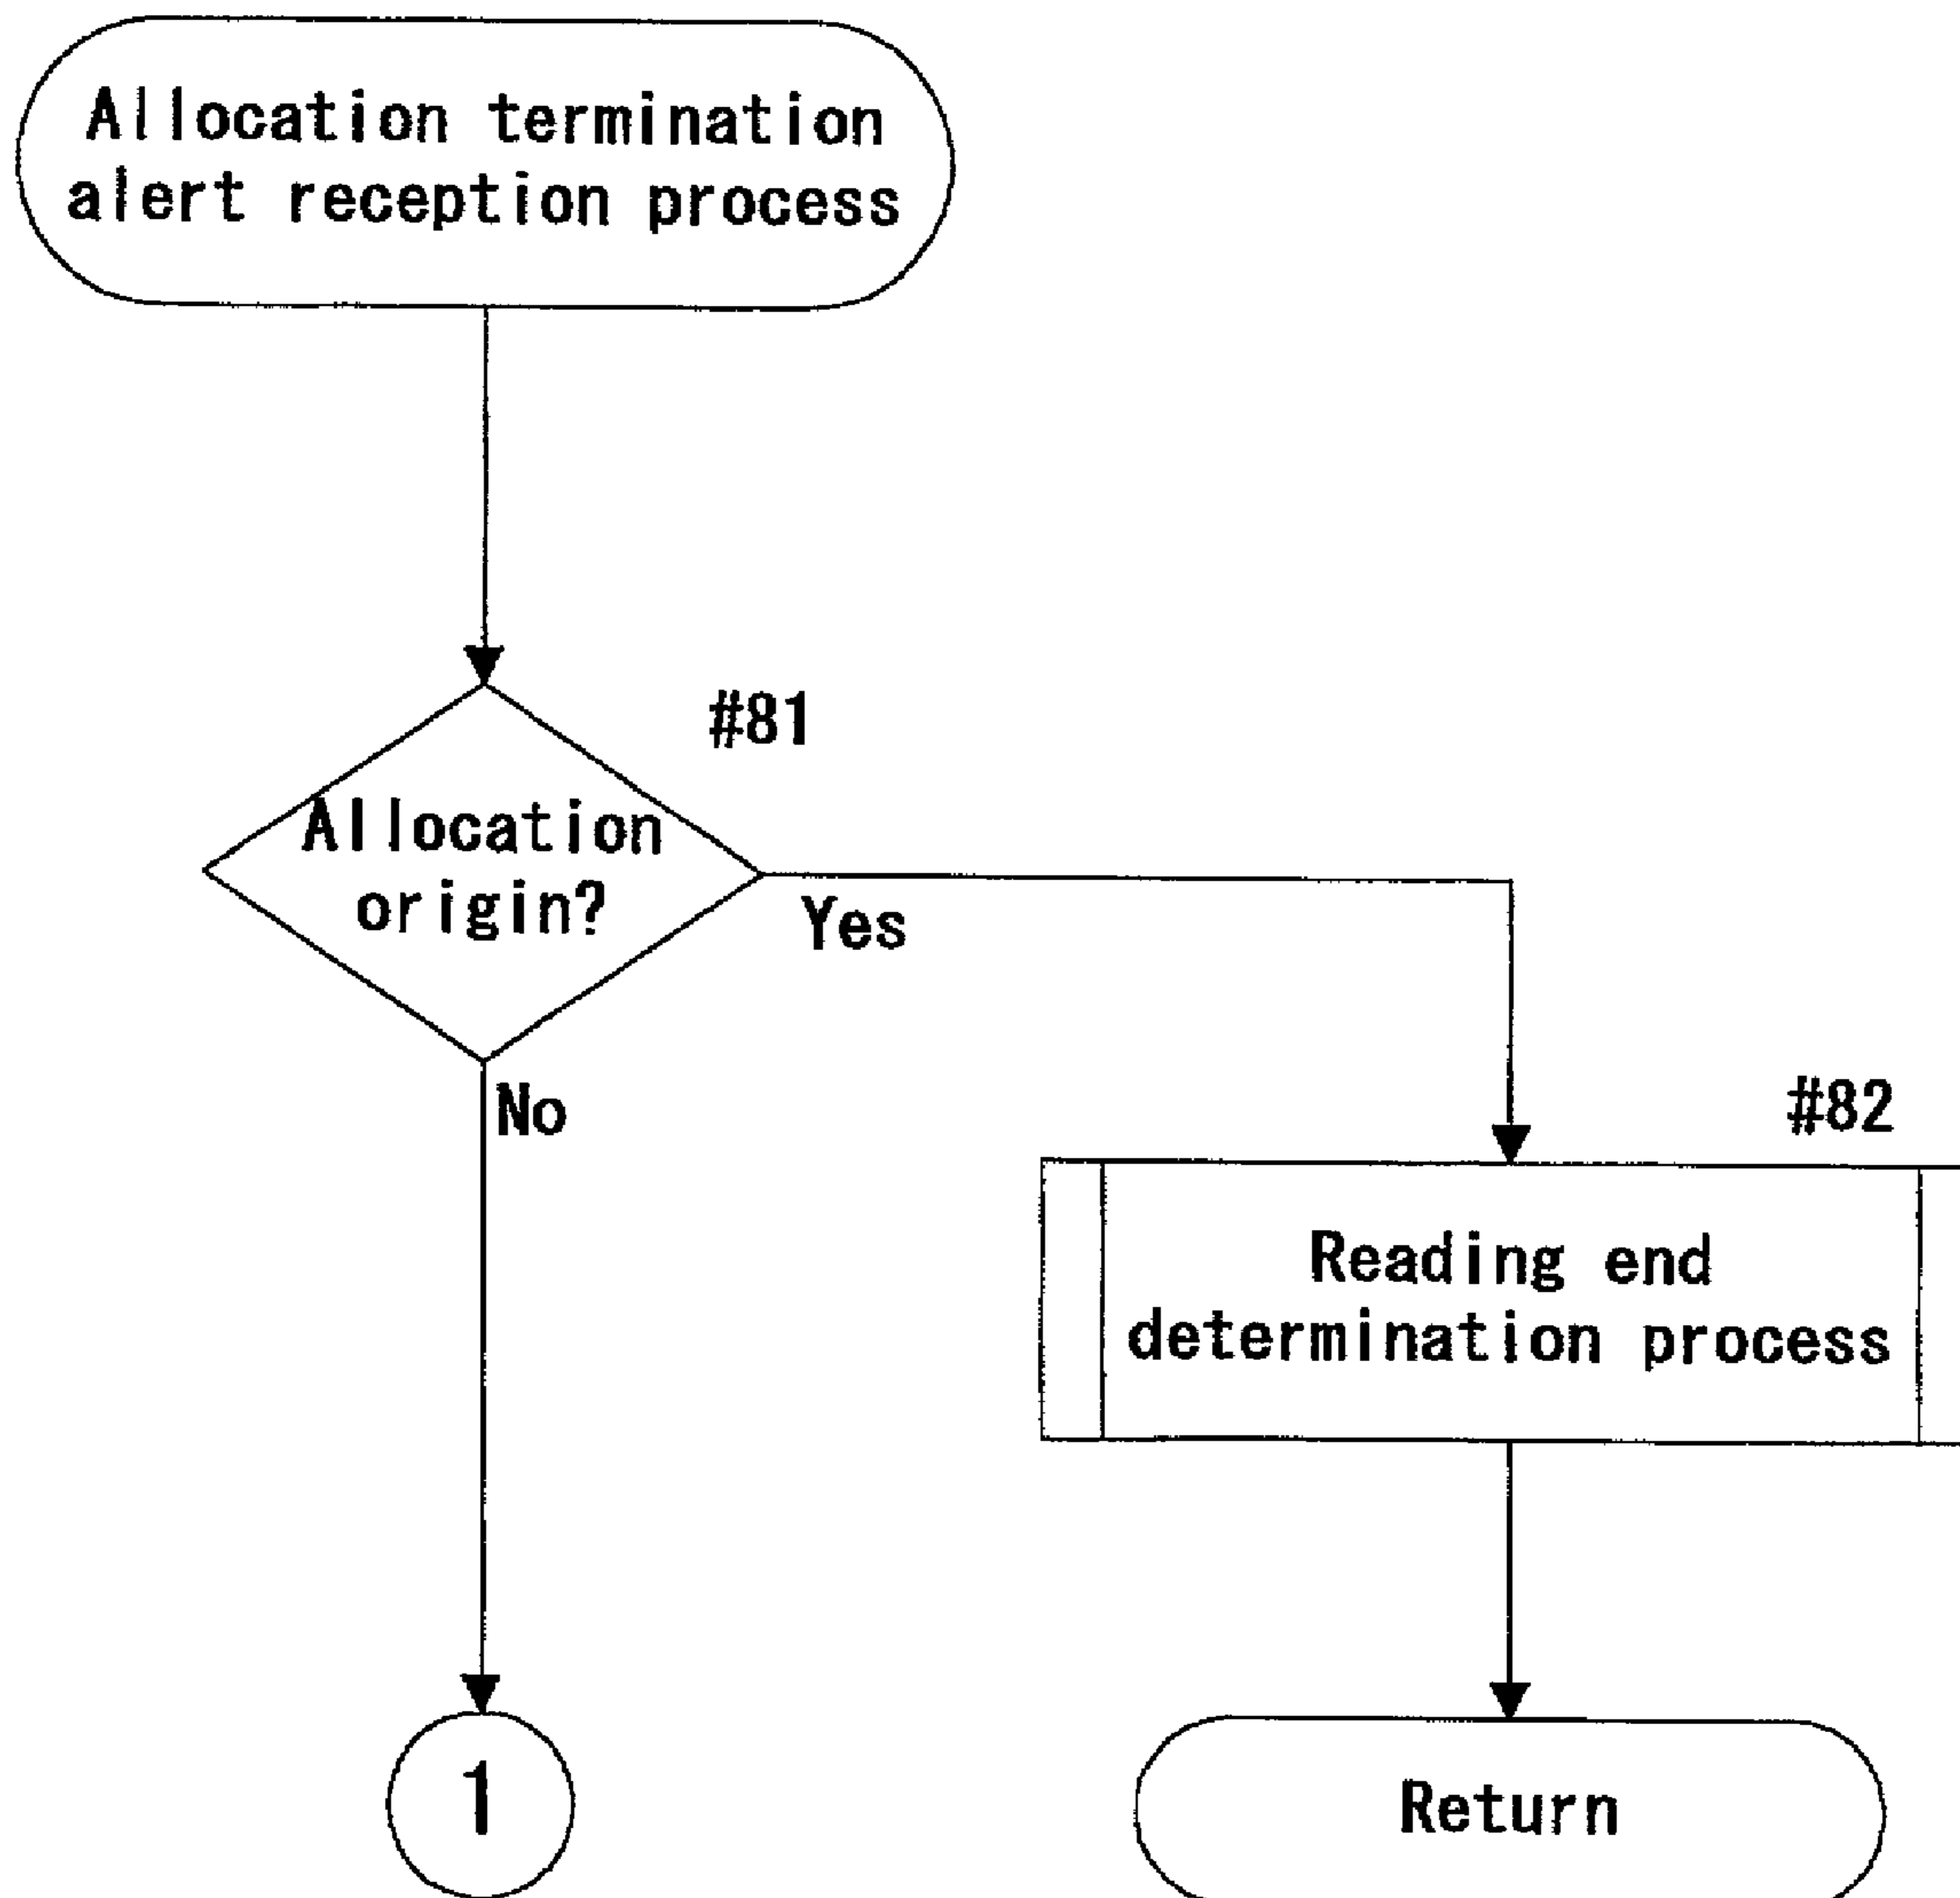 Allocation termination
alert reception process
#81
Allocation
origin?
Yes
No
#82
Reading end
determination process
1
Return